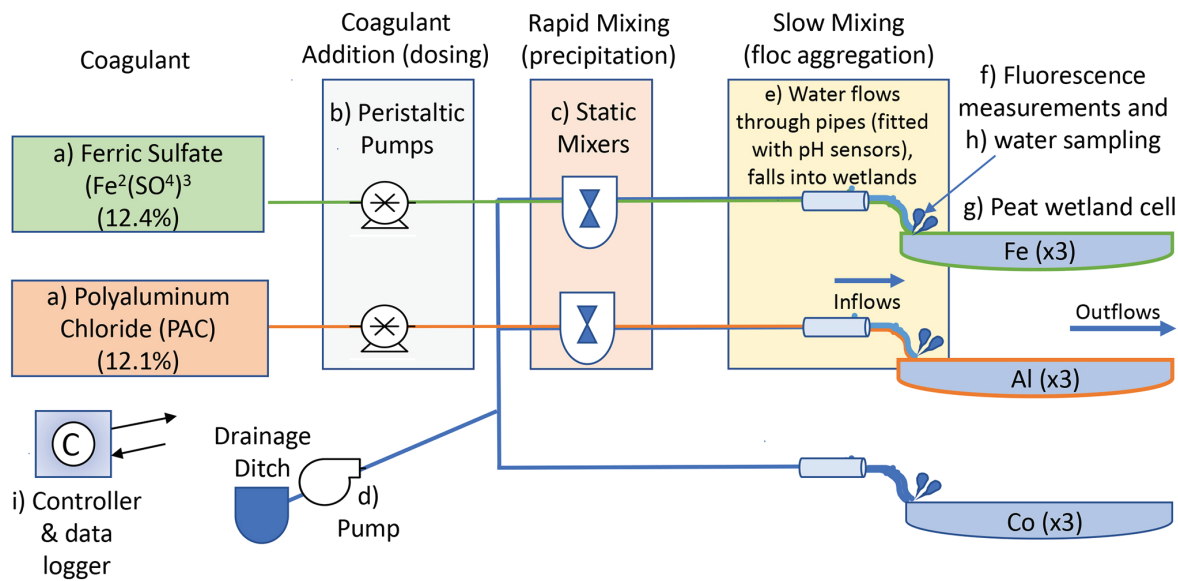 Coagulant
Coagulant
Addition (dosing)
Rapid Mixing
(precipitation)
Slow Mixing
(floc aggregation)
a) Ferric Sulfate
(Fe²(SO⁴)³
(12.4%)
b) Peristaltic
Pumps
c) Static
Mixers
e) Water flows
through pipes (fitted
with pH sensors),
falls into wetlands
f) Fluorescence
measurements and
h) water sampling
g) Peat wetland cell
Fe (x3)
a) Polyaluminum
Chloride (PAC)
(12.1%)
Inflows
Outflows
Al (x3)
C
i) Controller
& data
logger
Drainage
Ditch
d)
Pump
Co (x3)